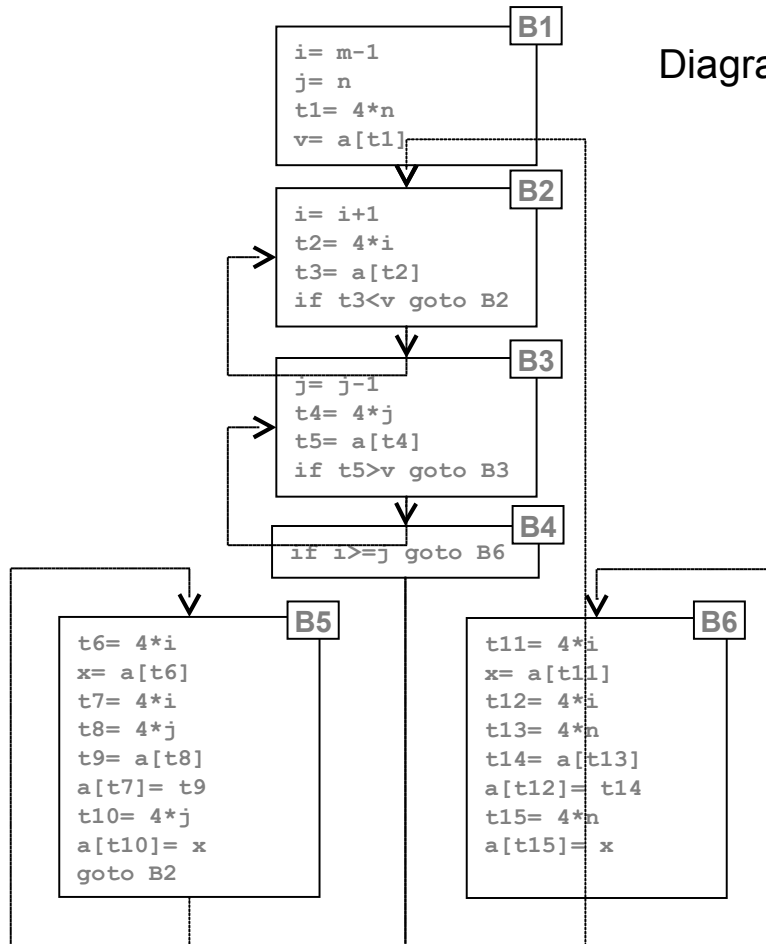 B1
i= m-1
j= n
t1= 4*n
v= a[t1]
Diagra
B2
i= i+1
t2= 4*i
t3= a[t2]
if t3<v goto B2
B3
j= j-1
t4= 4*j
t5= a[t4]
if t5>v goto B3
B4
if i>=j goto B6
B5
t6= 4*i
x= a[t6]
t7= 4*i
t8= 4*j
t9= a[t8]
a[t7]= t9
t10= 4*j
a[t10]= x
goto B2
B6
t11= 4*i
x= a[t11]
t12= 4*i
t13= 4*n
t14= a[t13]
a[t12]= t14
t15= 4*n
a[t15]= x